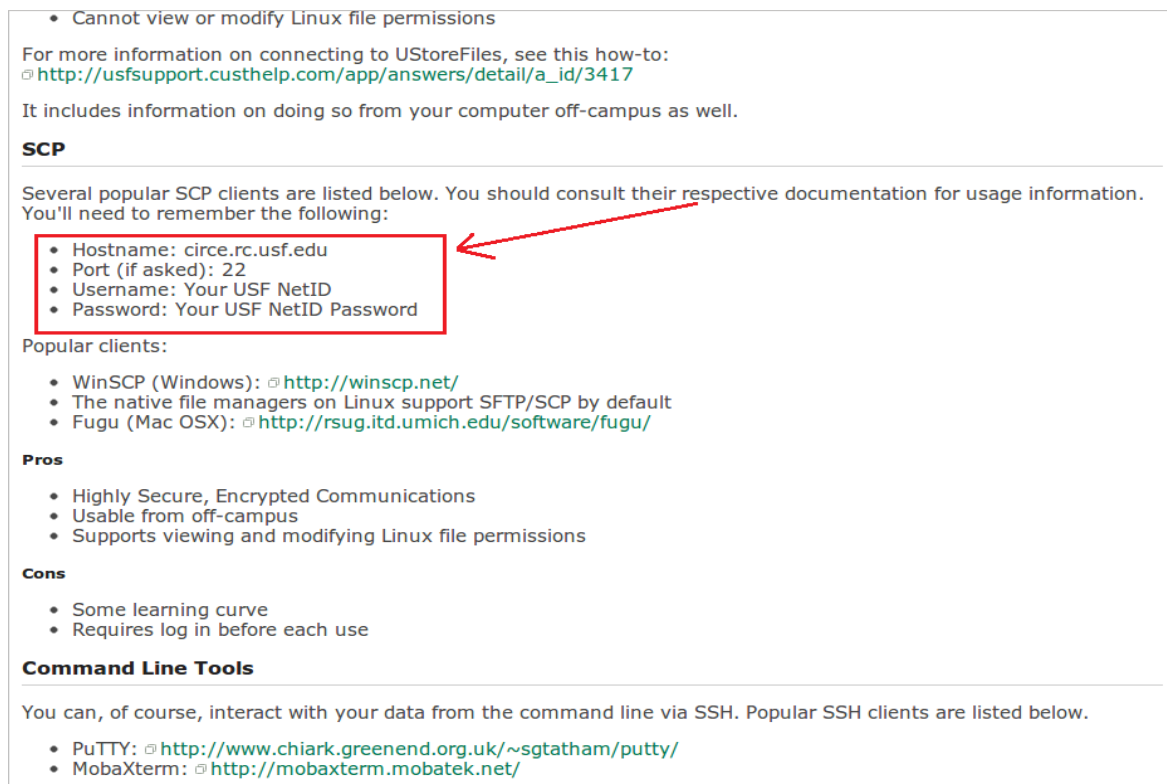 • Cannot view or modify Linux file permissions
For more information on connecting to UStoreFiles, see this how-to:
http://usfsupport.custhelp.com/app/answers/detail/a_id/3417
It includes information on doing so from your computer off-campus as well.
SCP
Several popular SCP clients are listed below. You should consult their respective documentation for usage information.
You'll need to remember the following:
• Hostname: circe.rc.usf.edu
• Port (if asked): 22
• Username: Your USF NetID
• Password: Your USF NetID Password
Popular clients:
• WinSCP (Windows): http://winscp.net/
• The native file managers on Linux support SFTP/SCP by default
• Fugu (Mac OSX): http://rsug.itd.umich.edu/software/fugu/
Pros
• Highly Secure, Encrypted Communications
• Usable from off-campus
• Supports viewing and modifying Linux file permissions
Cons
• Some learning curve
• Requires log in before each use
Command Line Tools
You can, of course, interact with your data from the command line via SSH. Popular SSH clients are listed below.
• PuTTY: http://www.chiark.greenend.org.uk/~sgtatham/putty/
• MobaXterm: http://mobaxterm.mobatek.net/